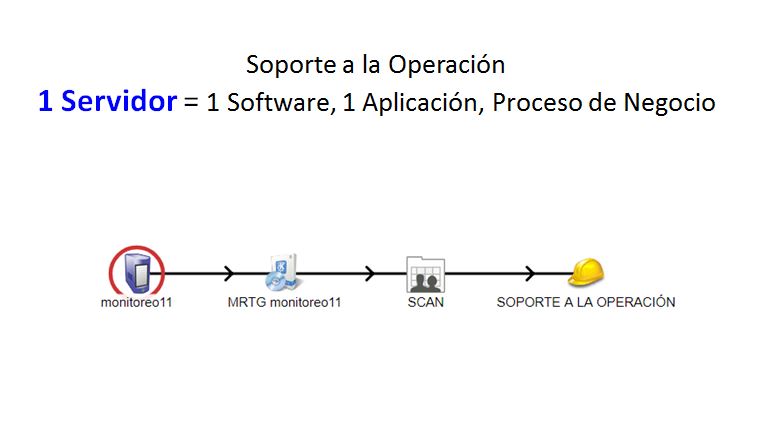 Soporte a la Operación
1 Servidor = 1 Software, 1 Aplicación, Proceso de Negocio
monitoreo11
MRTG monitoreo11
SCAN
SOPORTE A LA OPERACIÓN